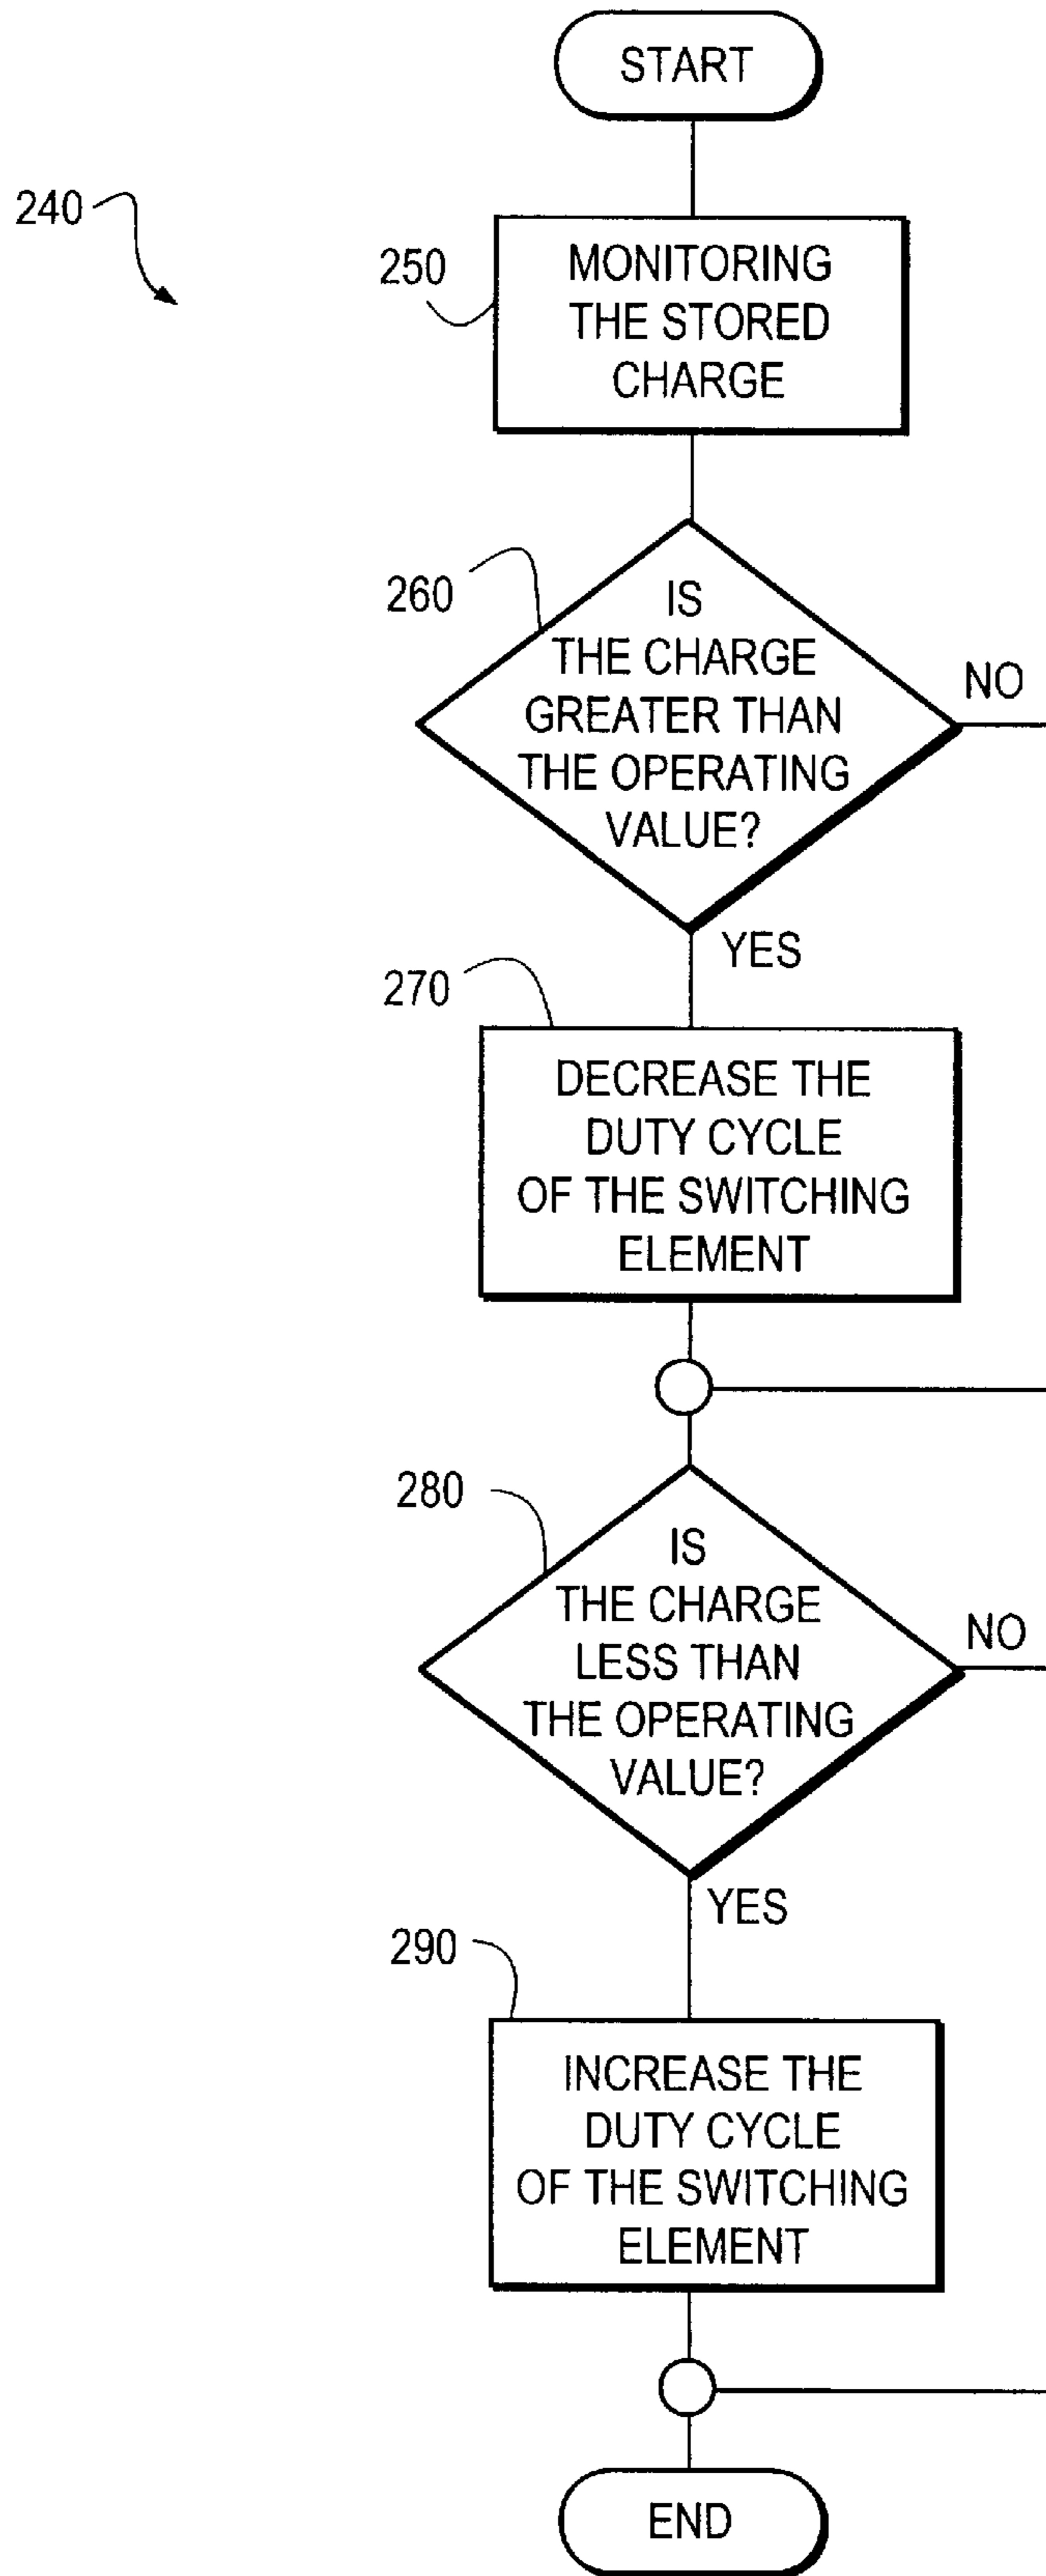 START
240
250
MONITORING
THE STORED
CHARGE
260
IS
THE CHARGE
GREATER THAN
THE OPERATING
VALUE?
NO
YES
270
DECREASE THE
DUTY CYCLE
OF THE SWITCHING
ELEMENT
280
IS
THE CHARGE
LESS THAN
THE OPERATING
VALUE?
NO
YES
290
INCREASE THE
DUTY CYCLE
OF THE SWITCHING
ELEMENT
END